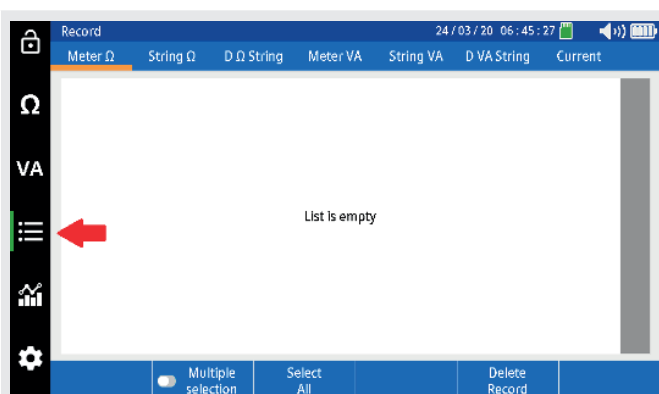 Record
24/03/20 06:45:27
Meter Ω
String Ω
D Ω String
Meter VA
String VA
D VA String
Current
Ω
VA
List is empty
Multiple
selection
Select
All
Delete
Record